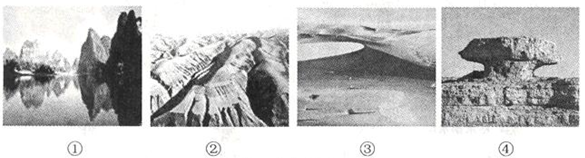 ① ② ③ ④